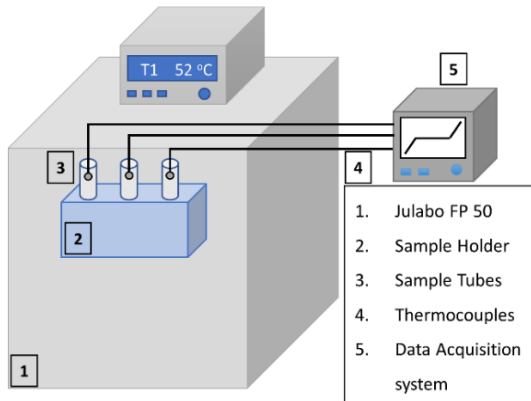 T1 52 °C
5
3
4
2
1
1. Julabo FP 50
2. Sample Holder
3. Sample Tubes
4. Thermocouples
5. Data Acquisition
system